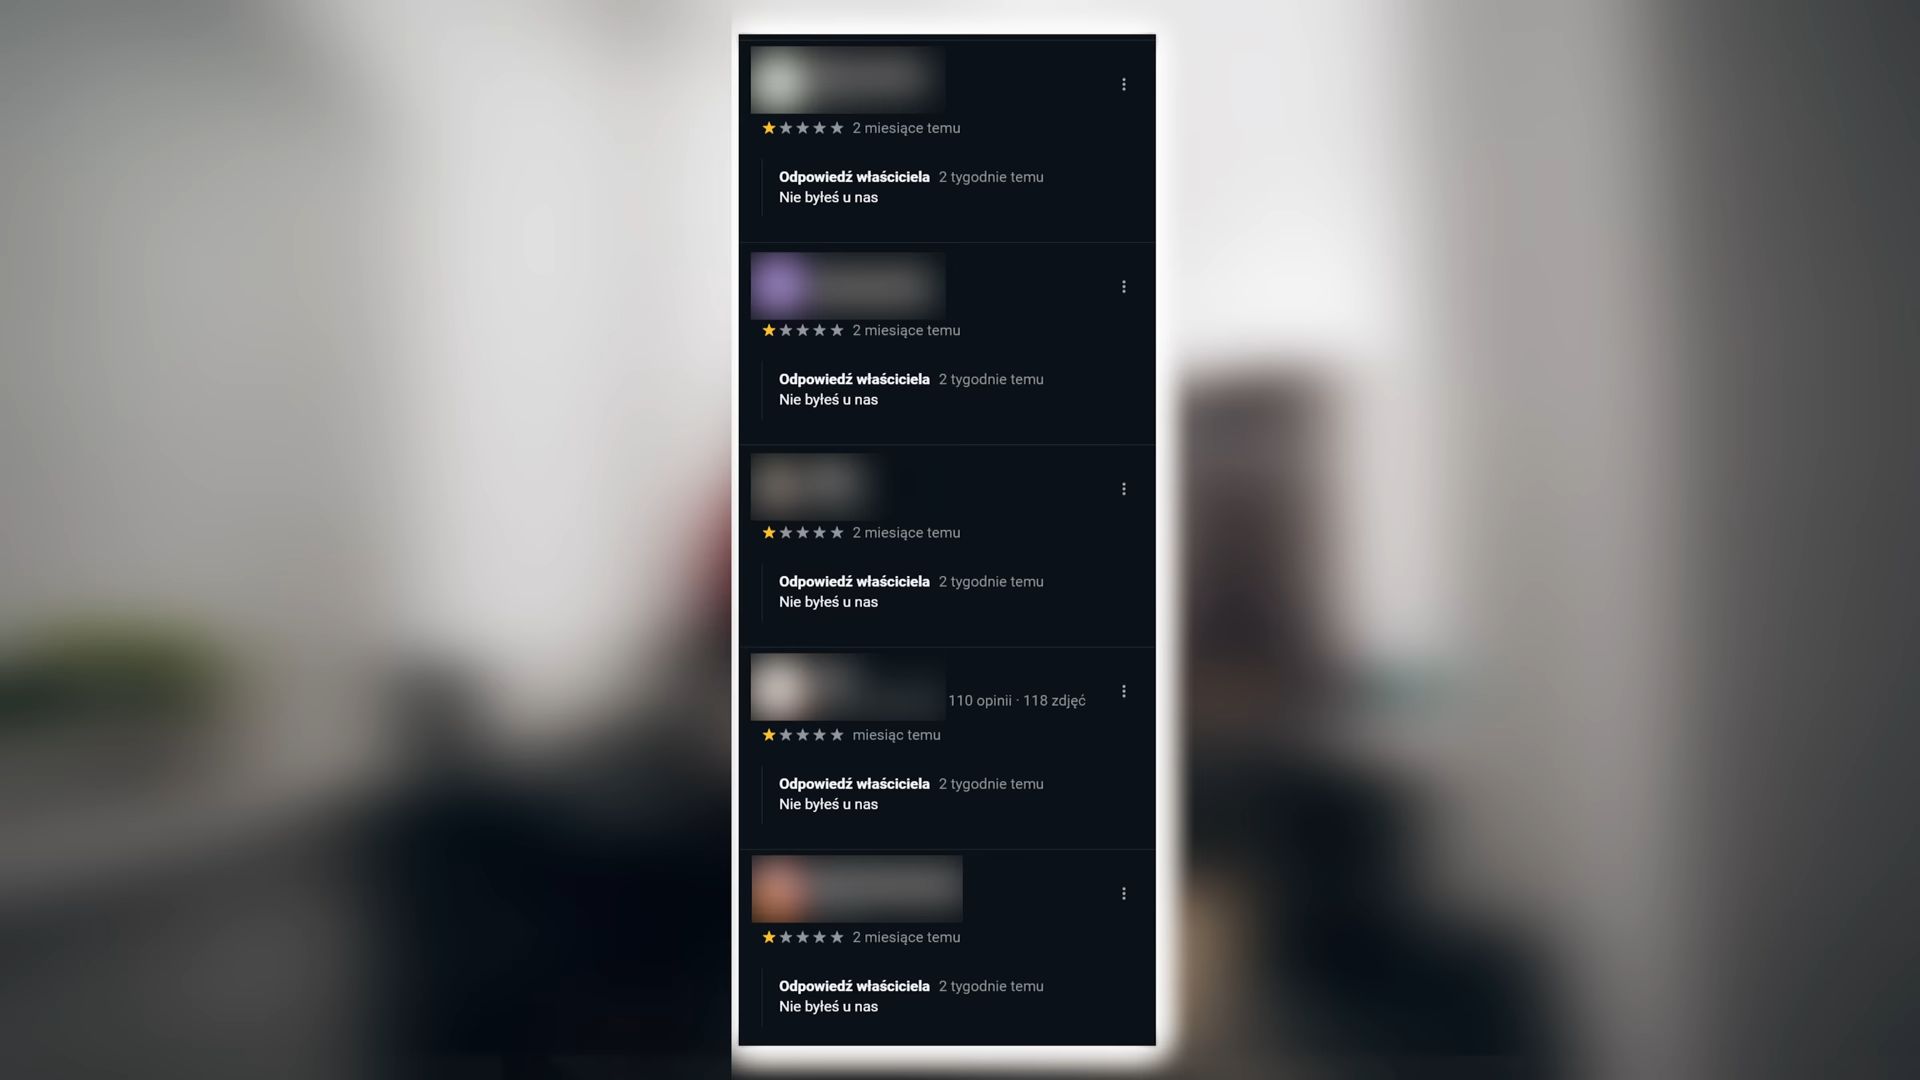 2 miesiące temu
Odpowiedź właściciela 2 tygodnie temu
Nie byłeś u nas
2 miesiące temu
Odpowiedź właściciela 2 tygodnie temu
Nie byłeś u nas
2 miesiące temu
Odpowiedź właściciela 2 tygodnie temu
Nie byłeś u nas
110 opinii · 118 zdjęć
miesiąc temu
Odpowiedź właściciela 2 tygodnie temu
Nie byłeś u nas
2 miesiące temu
Odpowiedź właściciela 2 tygodnie temu
Nie byłeś u nas